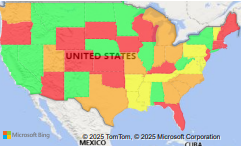 UNITED STATES
Microsoft Bing
© 2025 TomTom, © 2025 Microsoft Corporation
MEXICO
CUBA